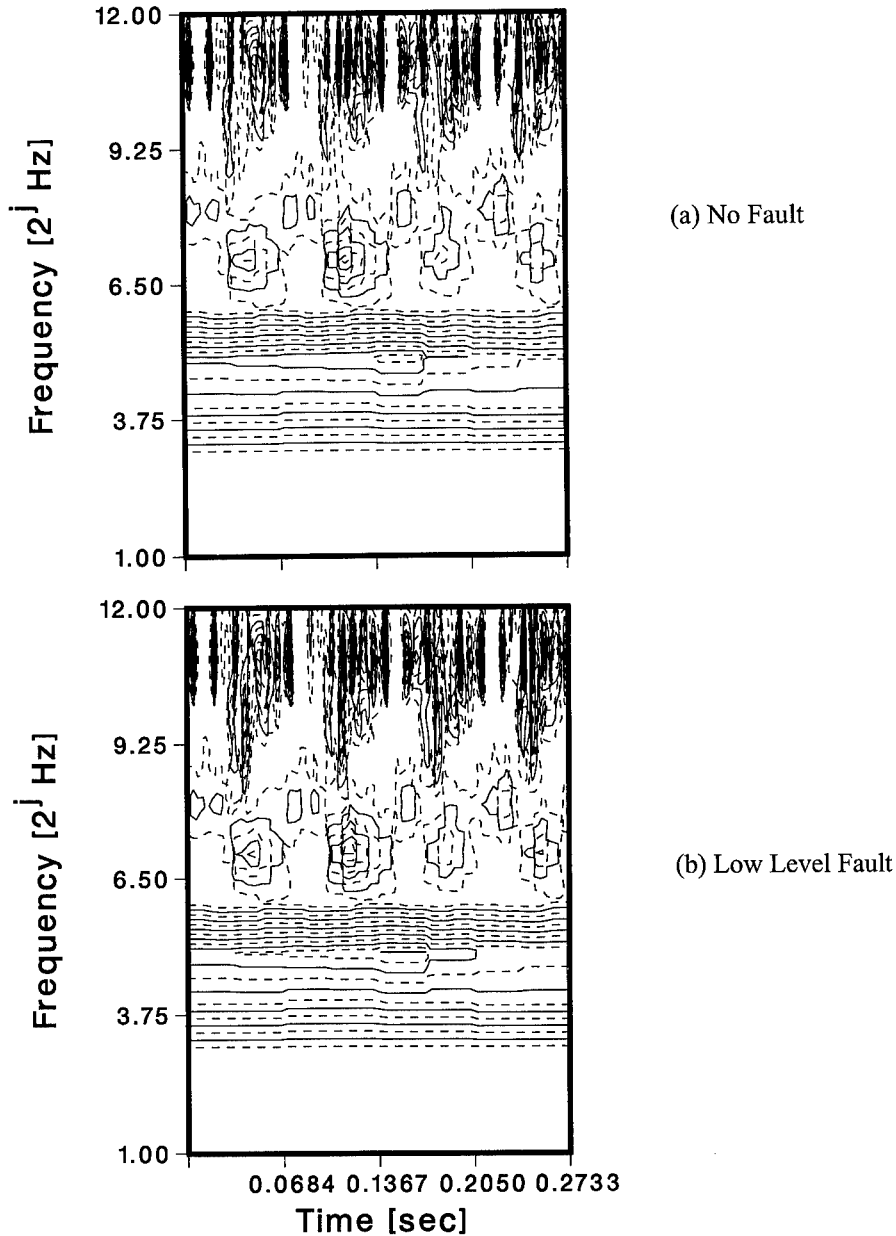 12.00
9.25
6.50
3.75
1.00
Frequency [2^j Hz]
(a) No Fault
12.00
9.25
6.50
3.75
1.00
Frequency [2^j Hz]
(b) Low Level Fault
0.0684 0.1367 0.2050 0.2733
Time [sec]